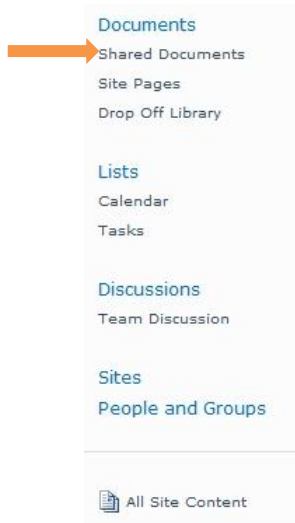 Documents
Shared Documents
Site Pages
Drop Off Library
Lists
Calendar
Tasks
Discussions
Team Discussion
Sites
People and Groups
All Site Content